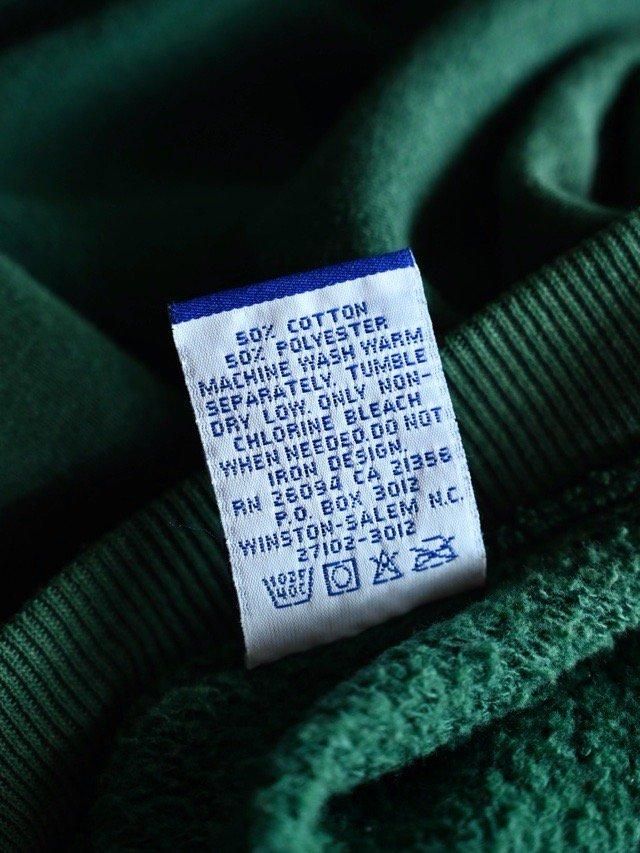 50% COTTON
50% POLYESTER
MACHINE WASH WARM
SEPARATELY. TUMBLE
DRY LOW. ONLY NON-
CHLORINE BLEACH
WHEN NEEDED. DO NOT
IRON DESIGN.
RN 26094 CA 21356
P.O. BOX 3012
WINSTON-SALEM N.C.
27102-3012